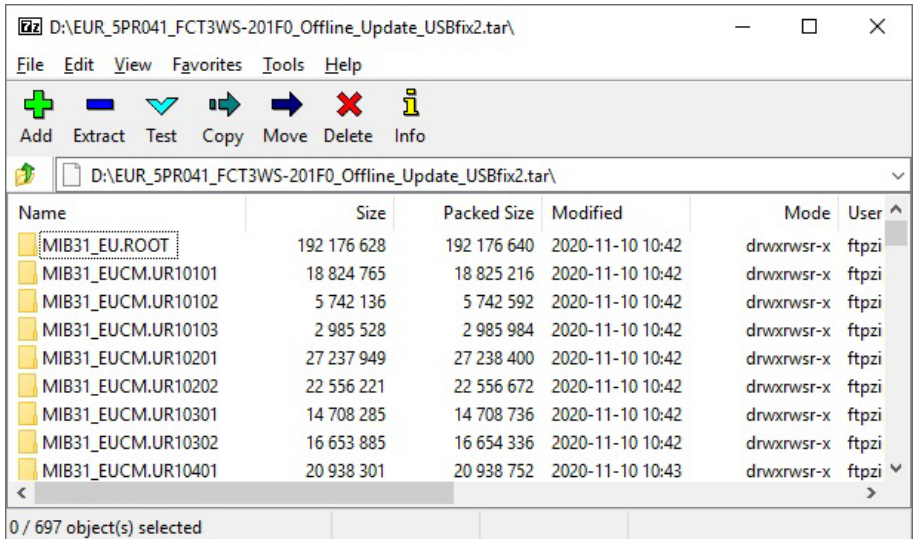 7z D:\EUR_5PR041_FCT3WS-201F0_Offline_Update_USBfix2.tar\
File Edit View Favorites Tools Help
Add Extract Test Copy Move Delete Info
D:\EUR_5PR041_FCT3WS-201F0_Offline_Update_USBfix2.tar\
Name Size Packed Size Modified Mode User
MIB31_EU.ROOT 192 176 628 192 176 640 2020-11-10 10:42 drwxrwsr-x ftpzi
MIB31_EUCM.UR10101 18 824 765 18 825 216 2020-11-10 10:42 drwxrwsr-x ftpzi
MIB31_EUCM.UR10102 5 742 136 5 742 592 2020-11-10 10:42 drwxrwsr-x ftpzi
MIB31_EUCM.UR10103 2 985 528 2 985 984 2020-11-10 10:42 drwxrwsr-x ftpzi
MIB31_EUCM.UR10201 27 237 949 27 238 400 2020-11-10 10:42 drwxrwsr-x ftpzi
MIB31_EUCM.UR10202 22 556 221 22 556 672 2020-11-10 10:42 drwxrwsr-x ftpzi
MIB31_EUCM.UR10301 14 708 285 14 708 736 2020-11-10 10:42 drwxrwsr-x ftpzi
MIB31_EUCM.UR10302 16 653 885 16 654 336 2020-11-10 10:42 drwxrwsr-x ftpzi
MIB31_EUCM.UR10401 20 938 301 20 938 752 2020-11-10 10:43 drwxrwsr-x ftpzi
0 / 697 object(s) selected